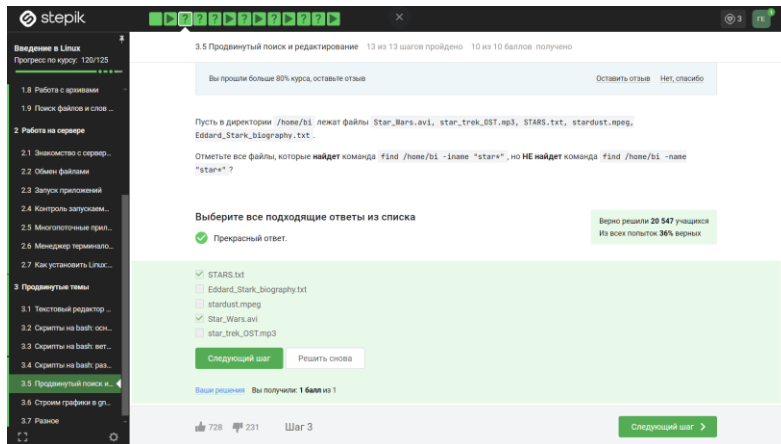 stepik
3
ГЕ
Введение в Linux
Прогресс по курсу: 120/125
3.5 Продвинутый поиск и редактирование 13 из 13 шагов пройдено 10 из 10 баллов получено
Вы прошли больше 80% курса, оставьте отзыв Оставить отзыв Нет, спасибо
1.8 Работа с архивами
1.9 Поиск файлов и слов ...
2 Работа на сервере
2.1 Знакомство с сервер...
2.2 Обмен файлами
2.3 Запуск приложений
2.4 Контроль запускаем...
2.5 Многопоточные прил...
2.6 Менеджер терминало...
2.7 Как установить Linux:...
3 Продвинутые темы
3.1 Текстовый редактор ...
3.2 Скрипты на bash: осн...
3.3 Скрипты на bash: вет...
3.4 Скрипты на bash: раз...
3.5 Продвинутый поиск и...
3.6 Строим графики в gn...
3.7 Разное
Пусть в директории /home/bi лежат файлы Star_Wars.avi, star_trek_OST.mp3, STARS.txt, stardust.mpeg,
Eddard_Stark_biography.txt .
Отметьте все файлы, которые найдет команда find /home/bi -iname "star*" , но НЕ найдет команда find /home/bi -name
"star*" ?
Выберите все подходящие ответы из списка
Прекрасный ответ.
Верно решили 20 547 учащихся
Из всех попыток 36% верных
STARS.txt
Eddard_Stark_biography.txt
stardust.mpeg
Star_Wars.avi
star_trek_OST.mp3
Следующий шаг Решить снова
Ваши решения Вы получили: 1 балл из 1
728 231 Шаг 3 Следующий шаг